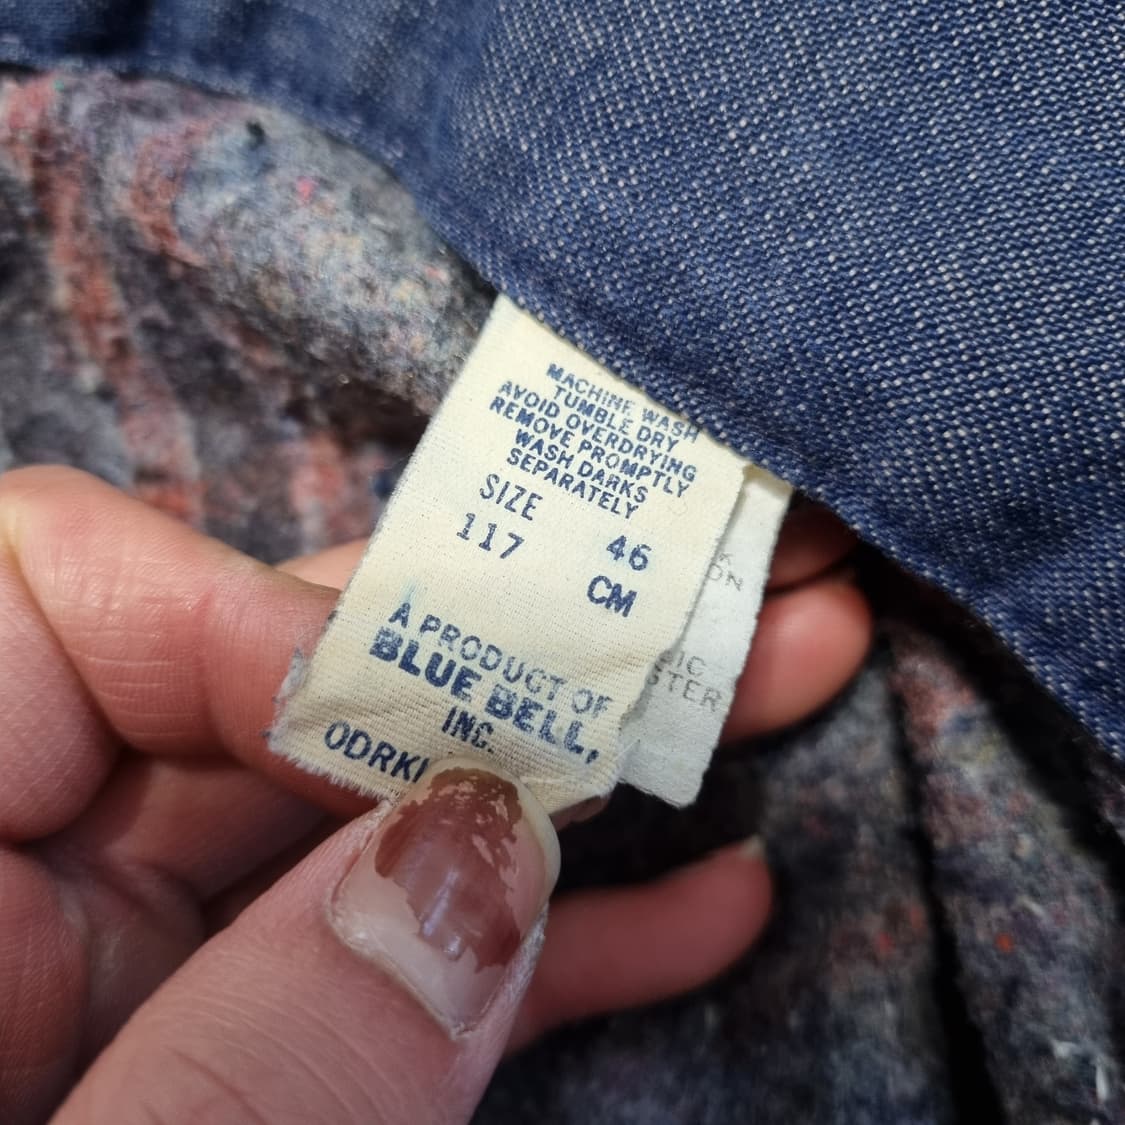 MACHINE WASH
TUMBLE DRY
AVOID OVERDRYING
REMOVE PROMPTLY
WASH DARKS
SEPARATELY
SIZE 46
117 CM
A PRODUCT OF
BLUE BELL,
INC.